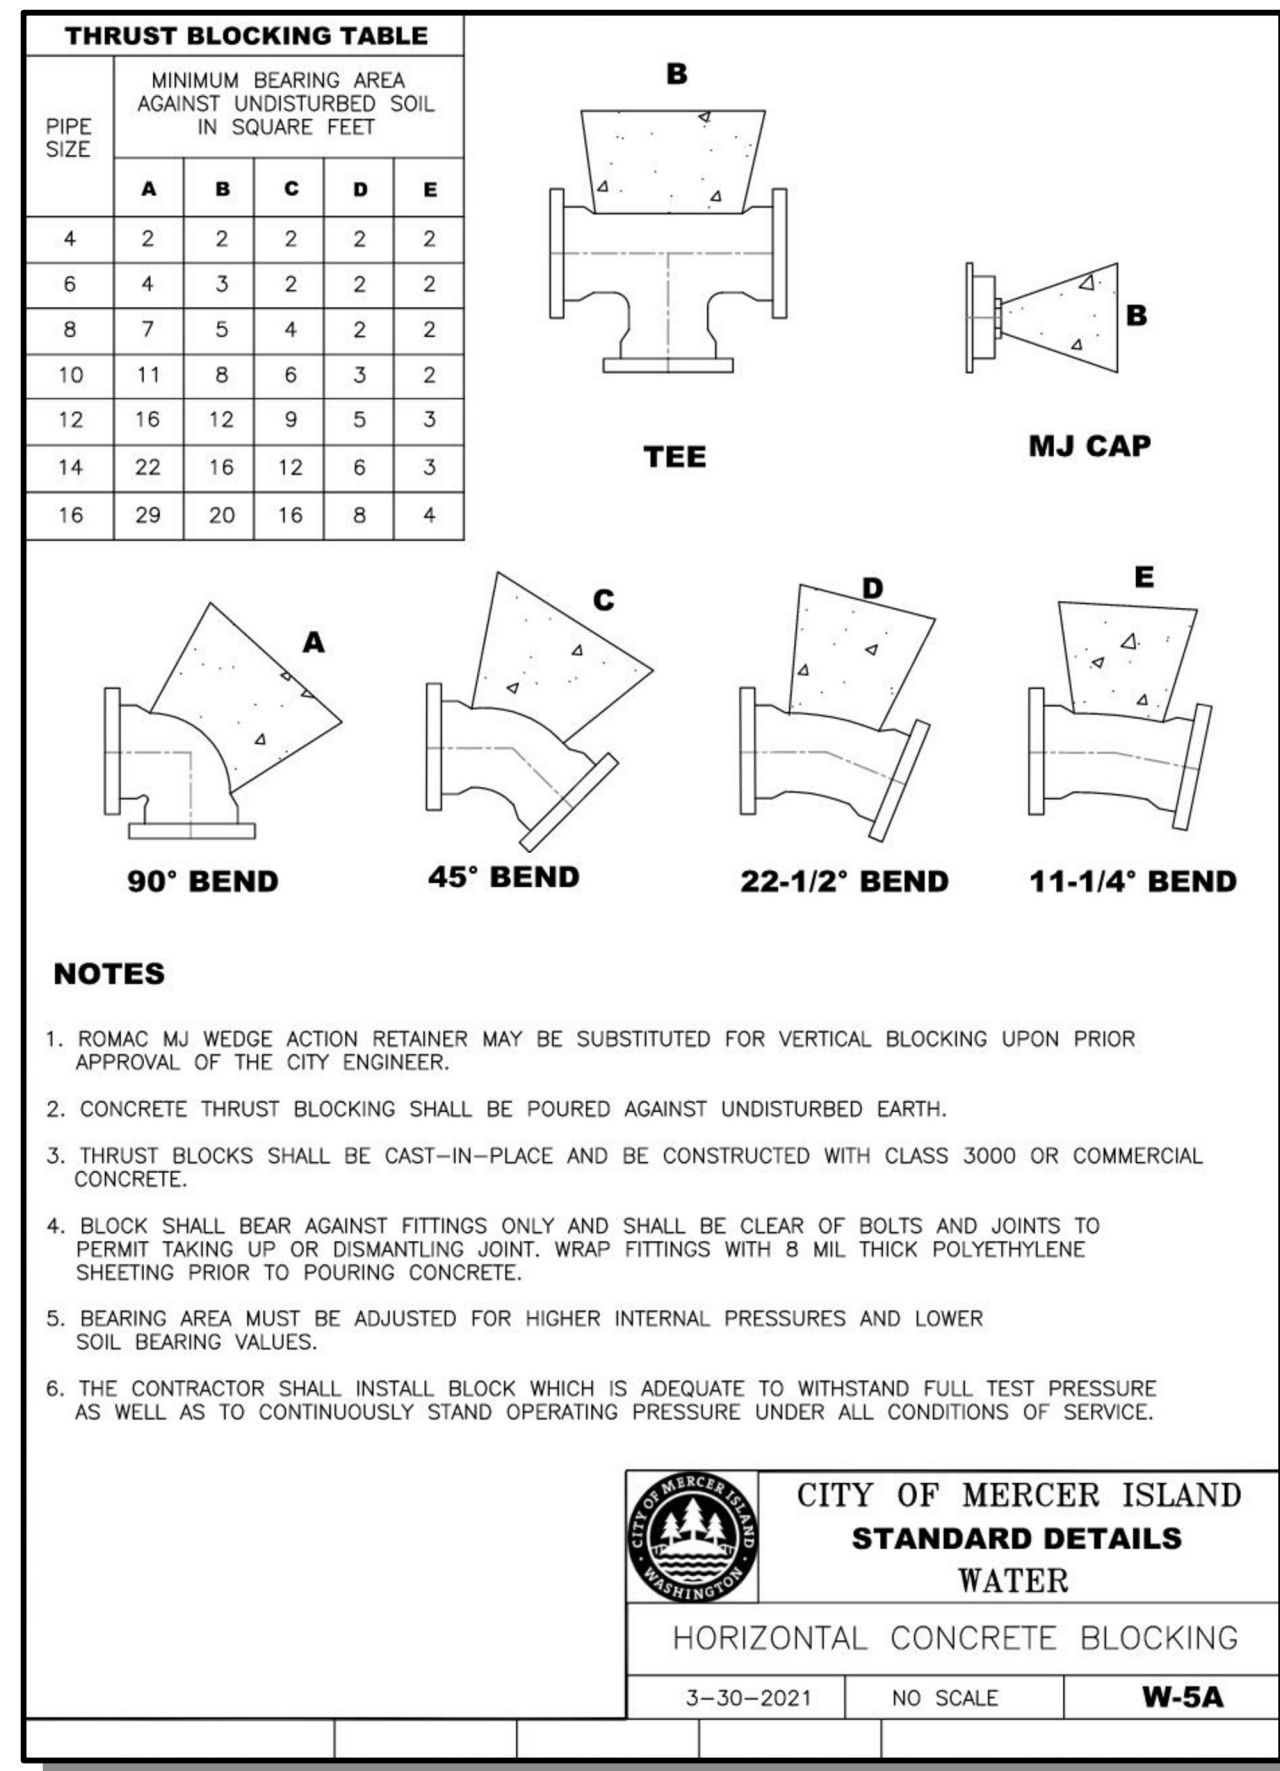 THRUST BLOCKING TABLE
PIPE SIZE
MINIMUM BEARING AREA
AGAINST UNDISTURBED SOIL
IN SQUARE FEET
A B C D E
4 2 2 2 2 2
6 4 3 2 2 2
8 7 5 4 2 2
10 11 8 6 3 2
12 16 12 9 5 3
14 22 16 12 6 3
16 29 20 16 8 4
B
TEE
B
MJ CAP
A
90° BEND
C
45° BEND
D
22-1/2° BEND
E
11-1/4° BEND
NOTES
1. ROMAC MJ WEDGE ACTION RETAINER MAY BE SUBSTITUTED FOR VERTICAL BLOCKING UPON PRIOR
APPROVAL OF THE CITY ENGINEER.
2. CONCRETE THRUST BLOCKING SHALL BE POURED AGAINST UNDISTURBED EARTH.
3. THRUST BLOCKS SHALL BE CAST-IN-PLACE AND BE CONSTRUCTED WITH CLASS 3000 OR COMMERCIAL
CONCRETE.
4. BLOCK SHALL BEAR AGAINST FITTINGS ONLY AND SHALL BE CLEAR OF BOLTS AND JOINTS TO
PERMIT TAKING UP OR DISMANTLING JOINT. WRAP FITTINGS WITH 8 MIL THICK POLYETHYLENE
SHEETING PRIOR TO POURING CONCRETE.
5. BEARING AREA MUST BE ADJUSTED FOR HIGHER INTERNAL PRESSURES AND LOWER
SOIL BEARING VALUES.
6. THE CONTRACTOR SHALL INSTALL BLOCK WHICH IS ADEQUATE TO WITHSTAND FULL TEST PRESSURE
AS WELL AS TO CONTINUOUSLY STAND OPERATING PRESSURE UNDER ALL CONDITIONS OF SERVICE.
CITY OF MERCER ISLAND
WASHINGTON
CITY OF MERCER ISLAND
STANDARD DETAILS
WATER
HORIZONTAL CONCRETE BLOCKING
3-30-2021 NO SCALE W-5A